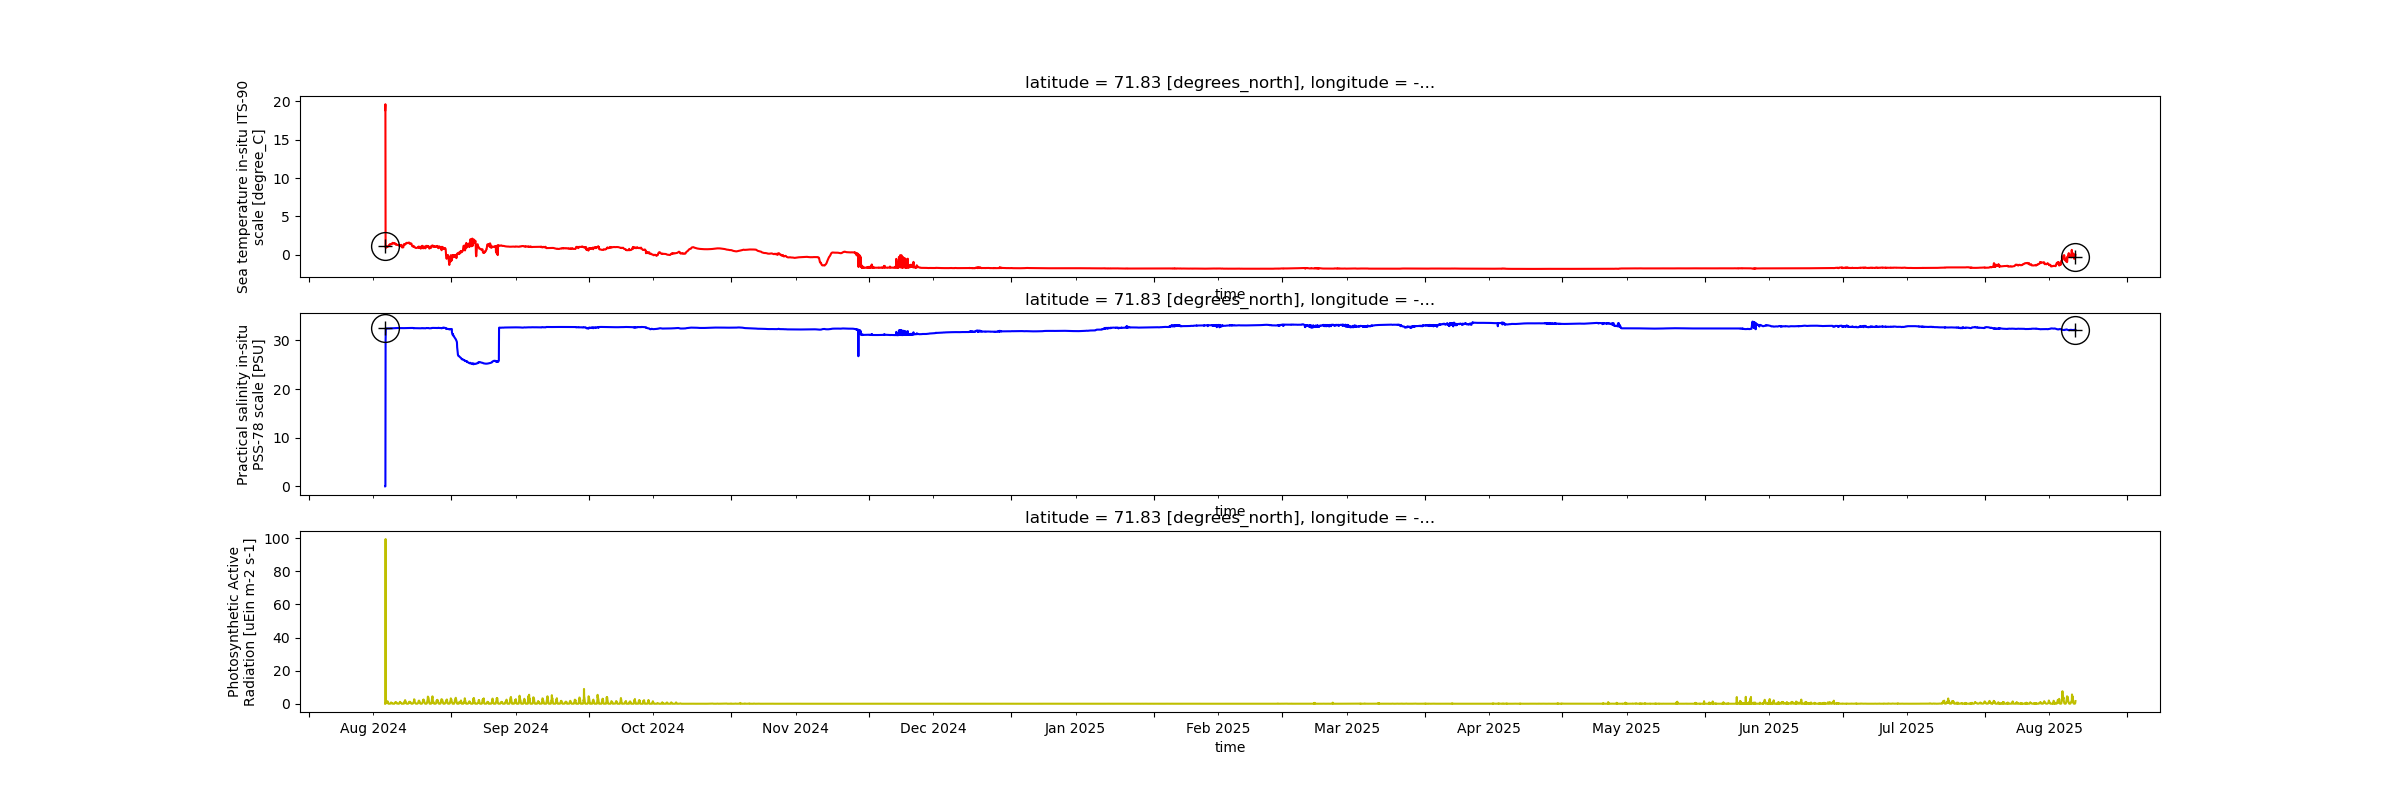 latitude = 71.83 [degrees_north], longitude = -...
Sea temperature in-situ ITS-90
scale [degree_C]
20
15
10
5
0
time
latitude = 71.83 [degrees_north], longitude = -...
Practical salinity in-situ
PSS-78 scale [PSU]
30
20
10
0
time
latitude = 71.83 [degrees_north], longitude = -...
Photosynthetic Active
Radiation [uEin m-2 s-1]
100
80
60
40
20
0
Aug 2024 Sep 2024 Oct 2024 Nov 2024 Dec 2024 Jan 2025 Feb 2025 Mar 2025 Apr 2025 May 2025 Jun 2025 Jul 2025 Aug 2025
time